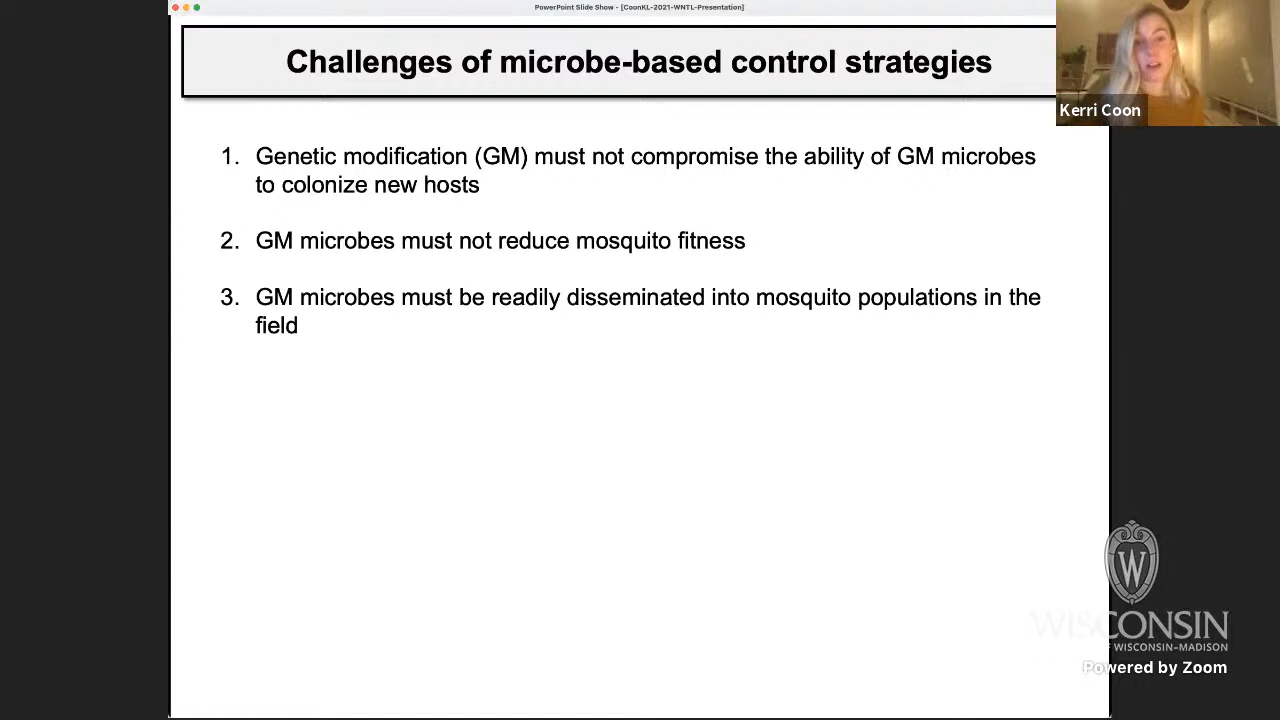 PowerPoint Slide Show - [CoonKL-2021-WNTL-Presentation]
Challenges of microbe-based control strategies
Kerri Coon
1. Genetic modification (GM) must not compromise the ability of GM microbes
to colonize new hosts
2. GM microbes must not reduce mosquito fitness
3. GM microbes must be readily disseminated into mosquito populations in the
field
W
WISCONSIN
OF WISCONSIN–MADISON
Powered by Zoom